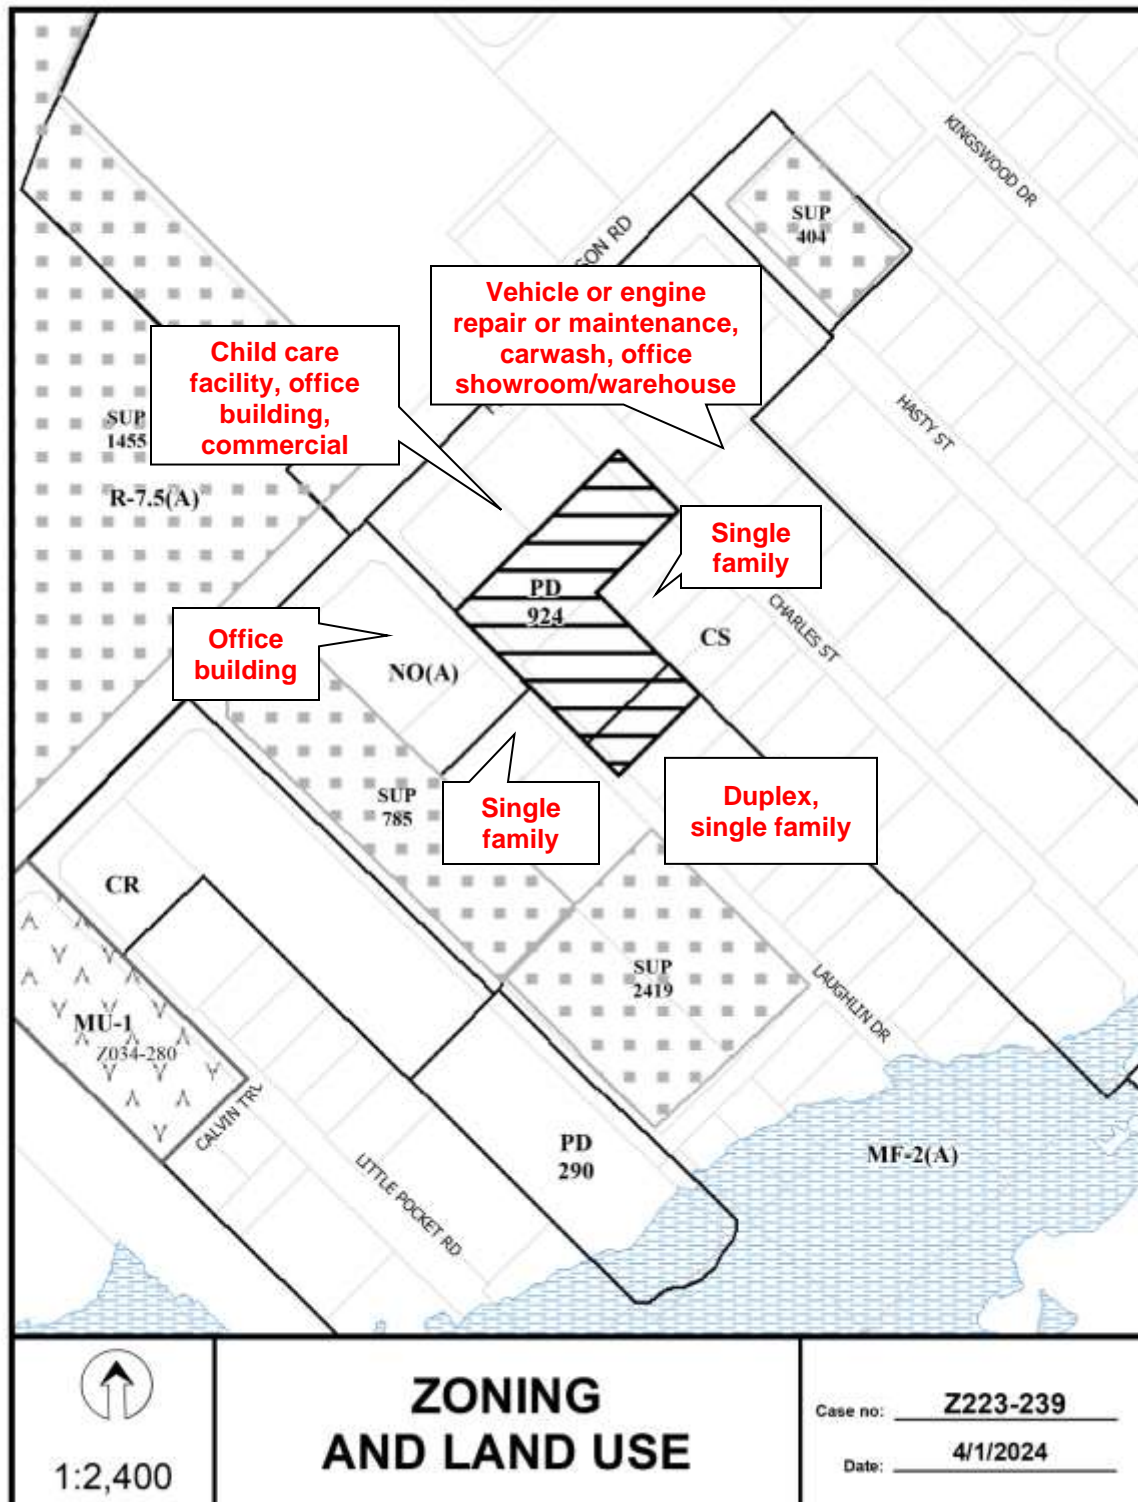 KINGSWOOD DR
SUP
404
Vehicle or engine
repair or maintenance,
carwash, office
showroom/warehouse
Child care
facility, office
building,
commercial
HASTY ST
SUP
1455
R-7.5(A)
Single
family
PD
924
CHARLES ST
CS
Office
building
NO(A)
SUP
785
Single
family
Duplex,
single family
CR
SUP
2419
LAUGHLIN DR
MU-1
Z034-280
CALVIN TRL
PD
290
MF-2(A)
LITTLE POCKET RD
1:2,400
ZONING
AND LAND USE
Case no: Z223-239
Date: 4/1/2024